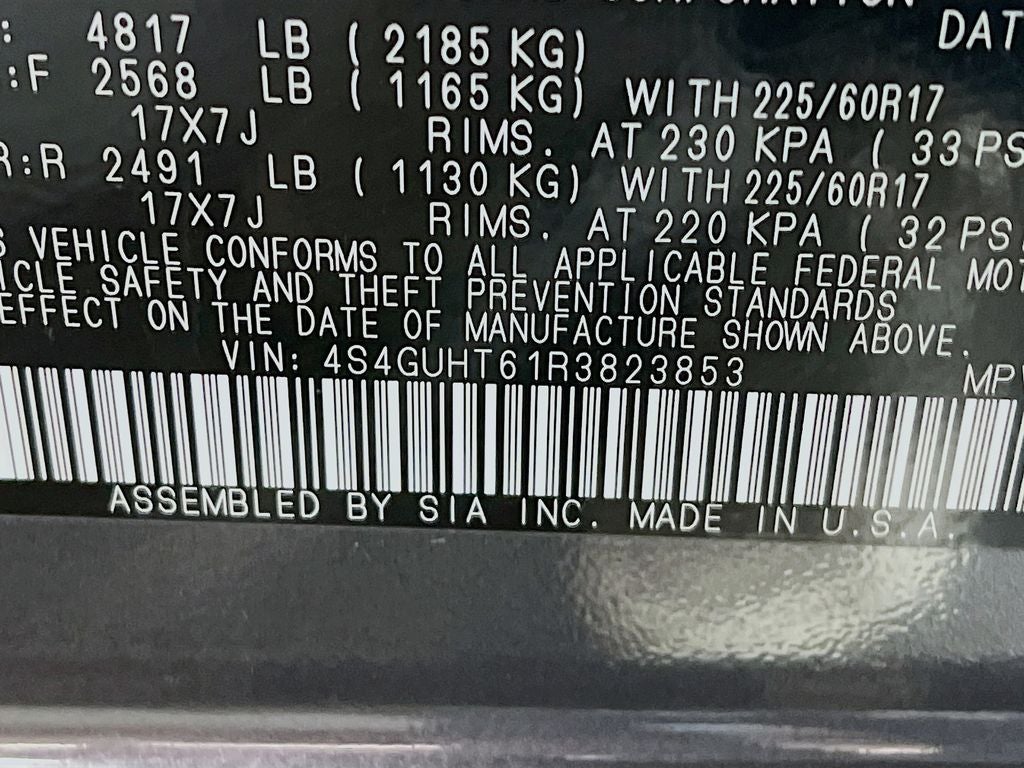 DAT
: 4817 LB ( 2185 KG)
:F 2568 LB ( 1165 KG) WITH 225/60R17
17X7J RIMS. AT 230 KPA ( 33 PS
R:R 2491 LB ( 1130 KG) WITH 225/60R17
17X7J RIMS. AT 220 KPA ( 32 PS
S VEHICLE CONFORMS TO ALL APPLICABLE FEDERAL MOT
ICLE SAFETY AND THEFT PREVENTION STANDARDS
EFFECT ON THE DATE OF MANUFACTURE SHOWN ABOVE.
VIN: 4S4GUHT61R3823853 MPV
ASSEMBLED BY SIA INC. MADE IN U.S.A.